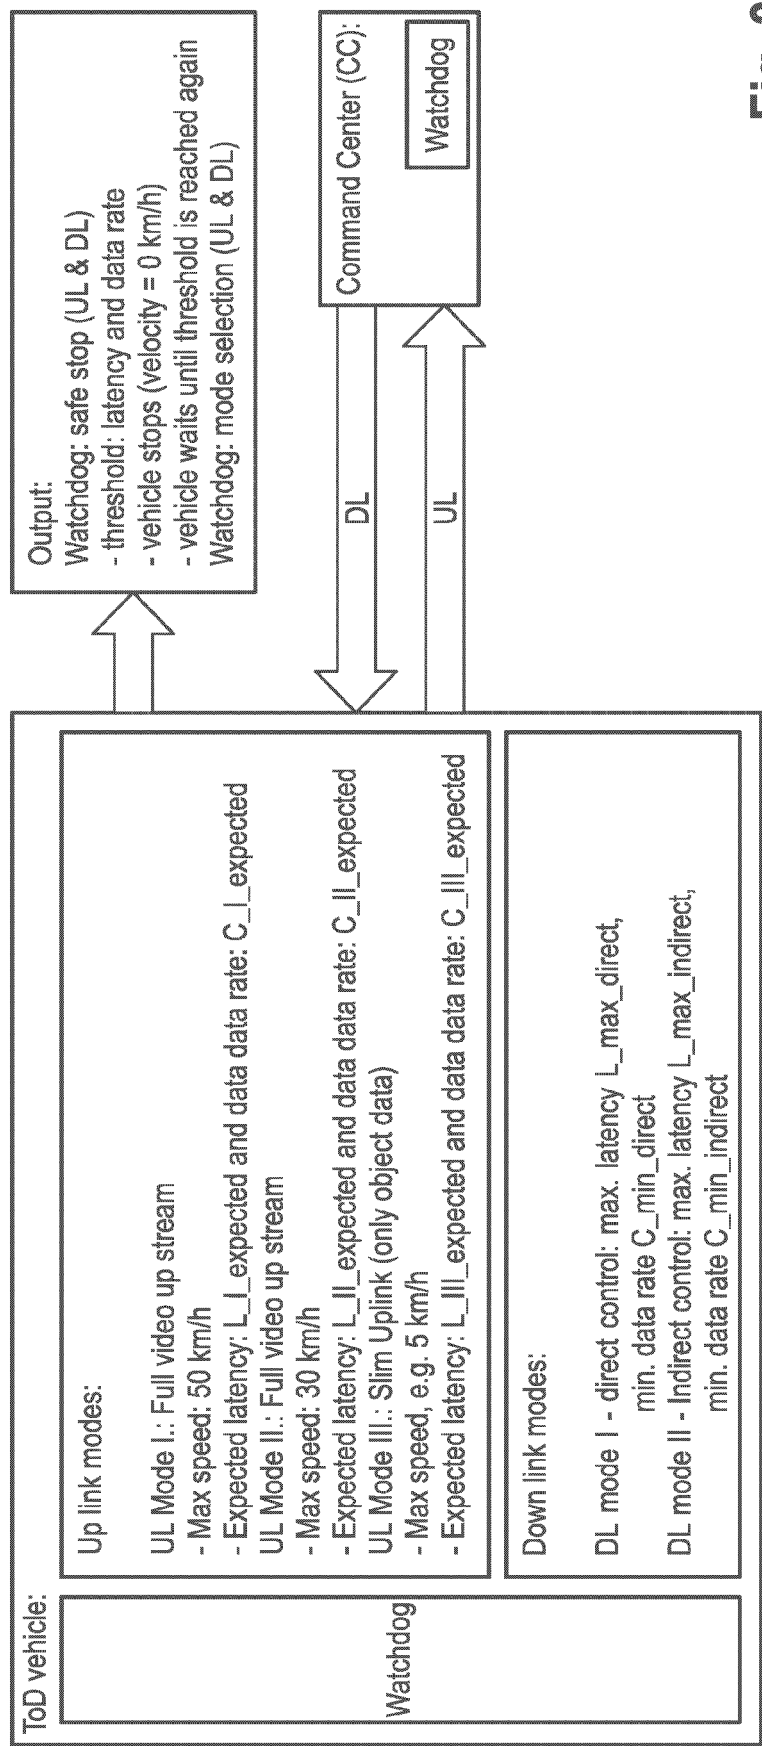 ToD vehicle:
Watchdog
Up link modes:
UL Mode I.: Full video up stream
- Max speed: 50 km/h
- Expected latency: L_I_expected and data data rate: C_I_expected
UL Mode II.: Full video up stream
- Max speed: 30 km/h
- Expected latency: L_II_expected and data data rate: C_II_expected
UL Mode III.: Slim Uplink (only object data)
- Max speed, e.g. 5 km/h
- Expected latency: L_III_expected and data data rate: C_III_expected
Down link modes:
DL mode I - direct control: max. latency L_max_direct,
min. data rate C_min_direct
DL mode II - Indirect control: max. latency L_max_indirect,
min. data rate C_min_indirect
Output:
Watchdog: safe stop (UL & DL)
- threshold: latency and data rate
- vehicle stops (velocity = 0 km/h)
- vehicle waits until threshold is reached again
Watchdog: mode selection (UL & DL)
DL
UL
Command Center (CC):
Watchdog